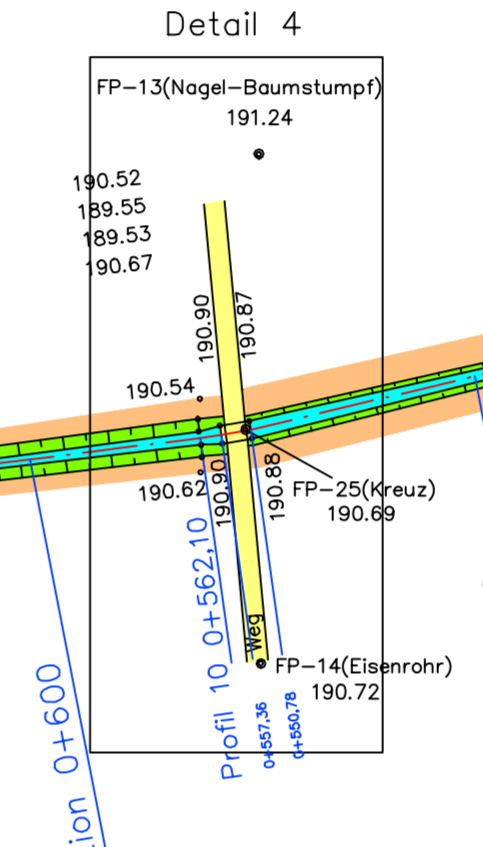 Detail 4
FP-13(Nagel-Baumstumpf)
191.24
190.52
189.55
189.53
190.67
190.90
190.87
190.54
190.62
190.90
190.88
FP-25(Kreuz)
190.69
Profil 10 0+562,10
Weg
FP-14(Eisenrohr)
190.72
0+557,36
0+550,78
ion 0+600